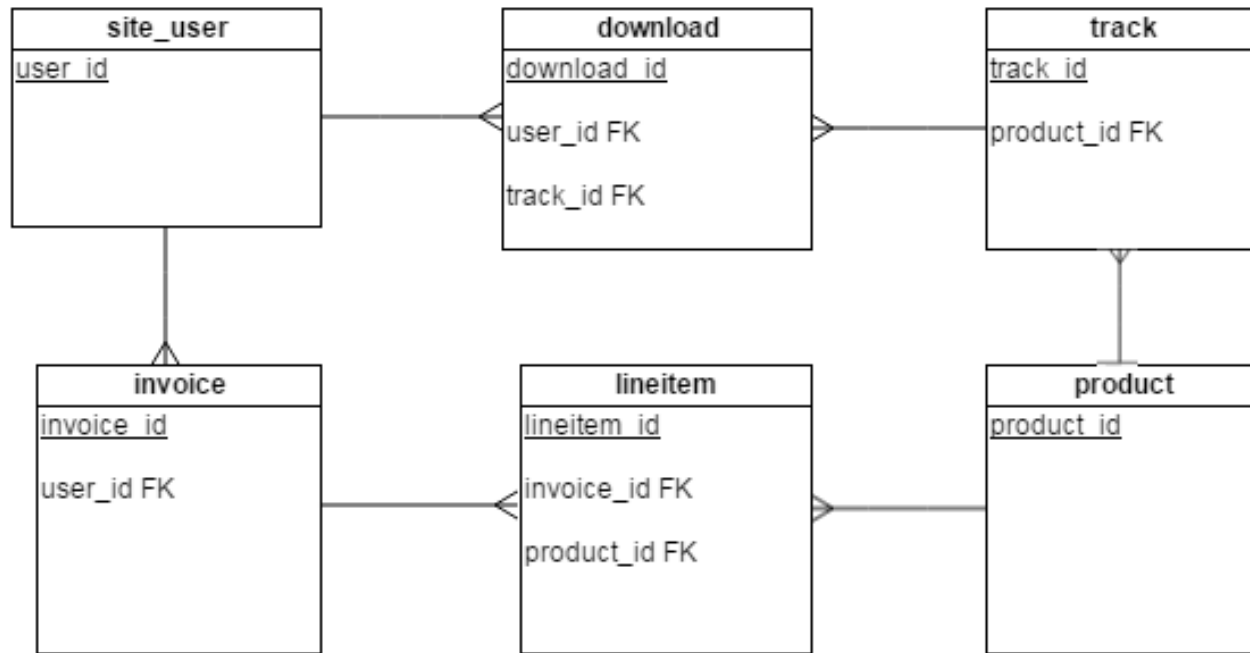 site_user
user_id
download
download_id
user_id FK
track_id FK
track
track_id
product_id FK
invoice
invoice_id
user_id FK
lineitem
lineitem_id
invoice_id FK
product_id FK
product
product_id